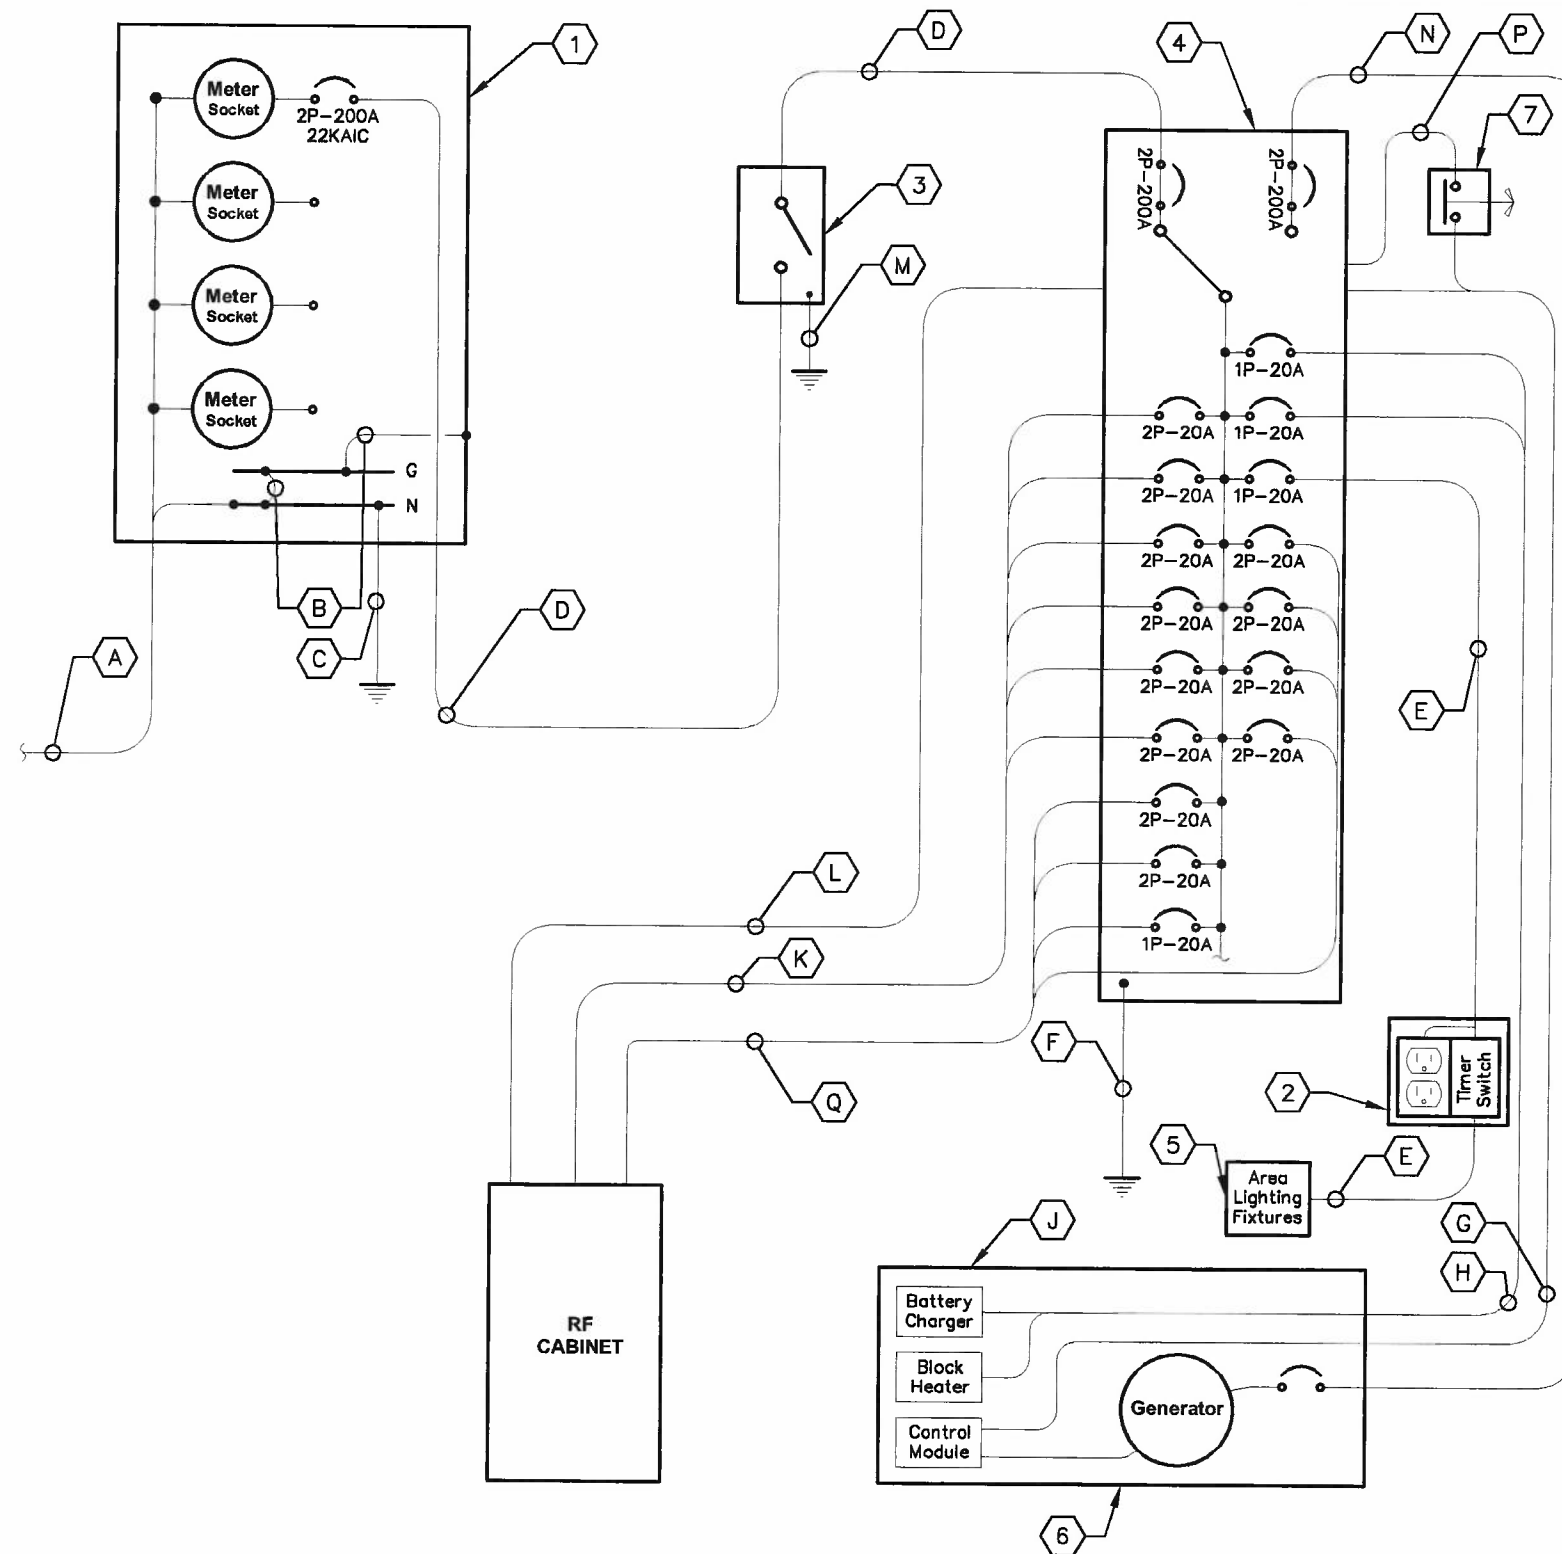 1
Meter
Socket
2P-200A
22KAIC
Meter
Socket
Meter
Socket
Meter
Socket
G
N
B
C
A
D
D
3
M
4
N
P
7
2P-200A
2P-200A
1P-20A
2P-20A
1P-20A
2P-20A
1P-20A
2P-20A
2P-20A
2P-20A
2P-20A
2P-20A
2P-20A
2P-20A
2P-20A
2P-20A
2P-20A
1P-20A
E
L
K
Q
F
2
Timer
Switch
5
Area
Lighting
Fixtures
E
G
H
J
RF
CABINET
Battery
Charger
Block
Heater
Control
Module
Generator
6